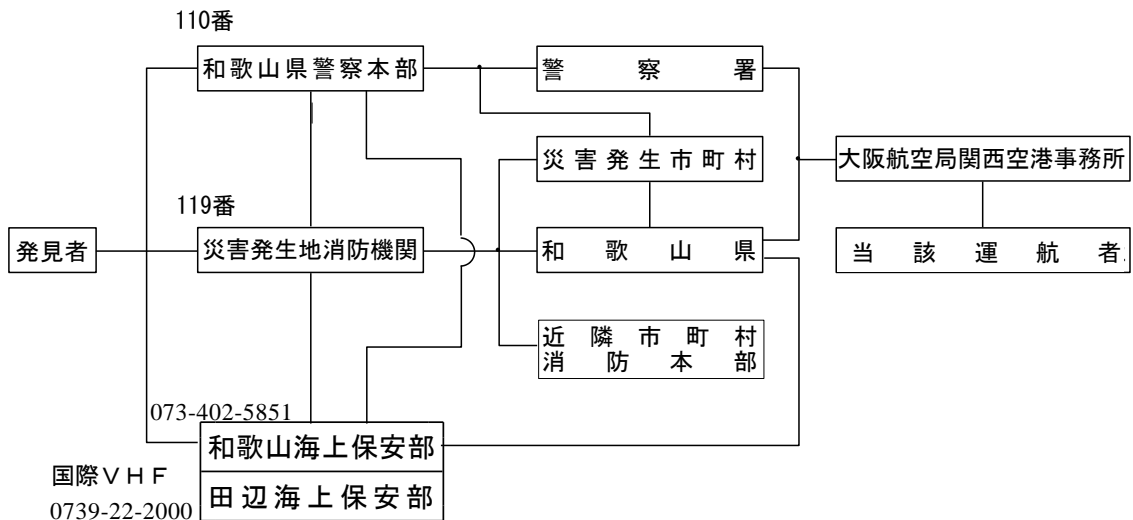 110番
和歌山県警察本部
警察署
災害発生市町村
大阪航空局関西空港事務所
119番
発見者
災害発生地消防機関
和歌山県
当該運航者
近隣市町村
消防本部
073-402-5851
和歌山海上保安部
国際VHF
田辺海上保安部
0739-22-2000